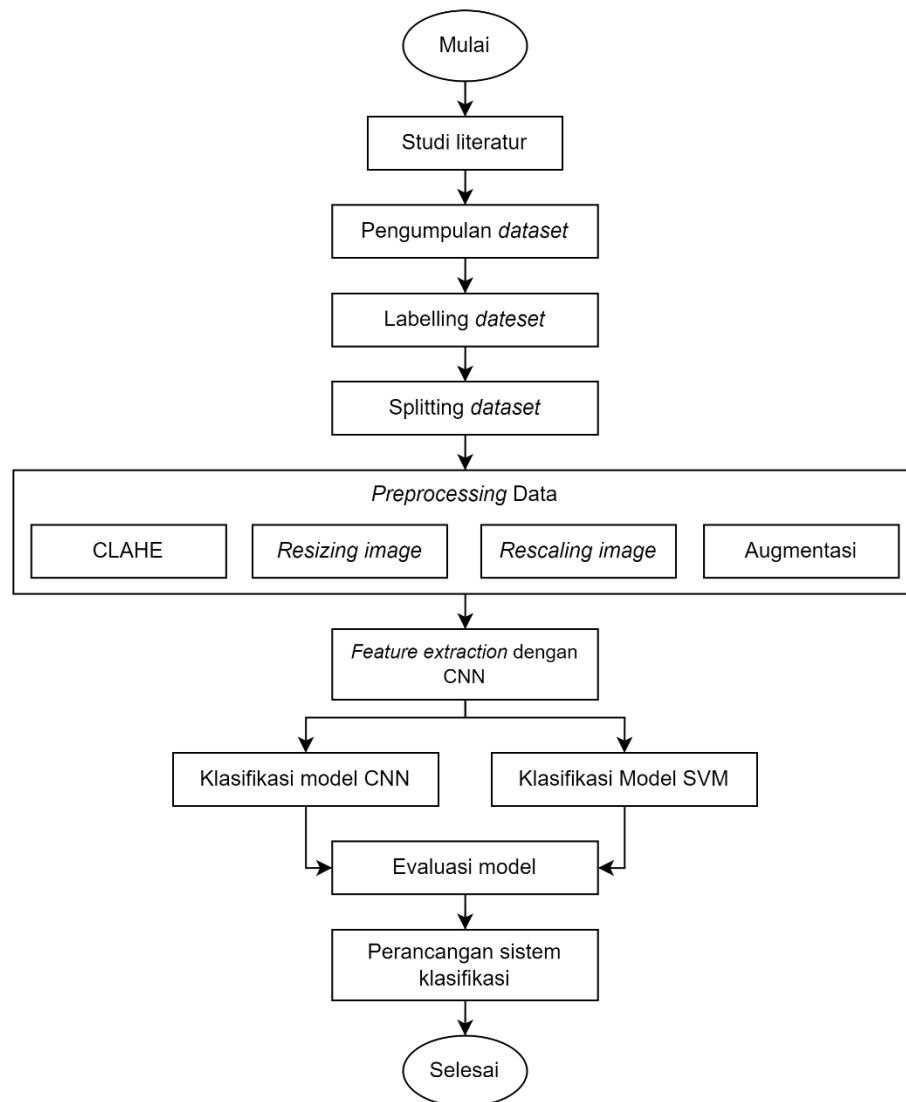 Mulai
Studi literatur
Pengumpulan dataset
Labelling dateset
Splitting dataset
Preprocessing Data
CLAHE
Resizing image
Rescaling image
Augmentasi
Feature extraction dengan
CNN
Klasifikasi model CNN
Klasifikasi Model SVM
Evaluasi model
Perancangan sistem
klasifikasi
Selesai